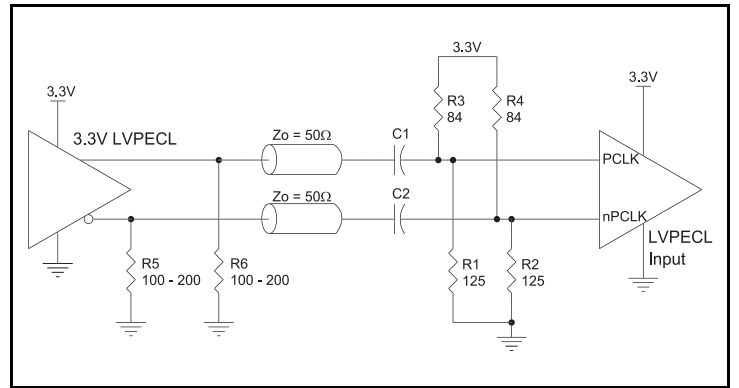 3.3V
3.3V LVPECL
R5
100 - 200
R6
100 - 200
Zo = 50Ω
Zo = 50Ω
C1
C2
3.3V
R3
84
R4
84
R1
125
R2
125
3.3V
PCLK
nPCLK
LVPECL
Input